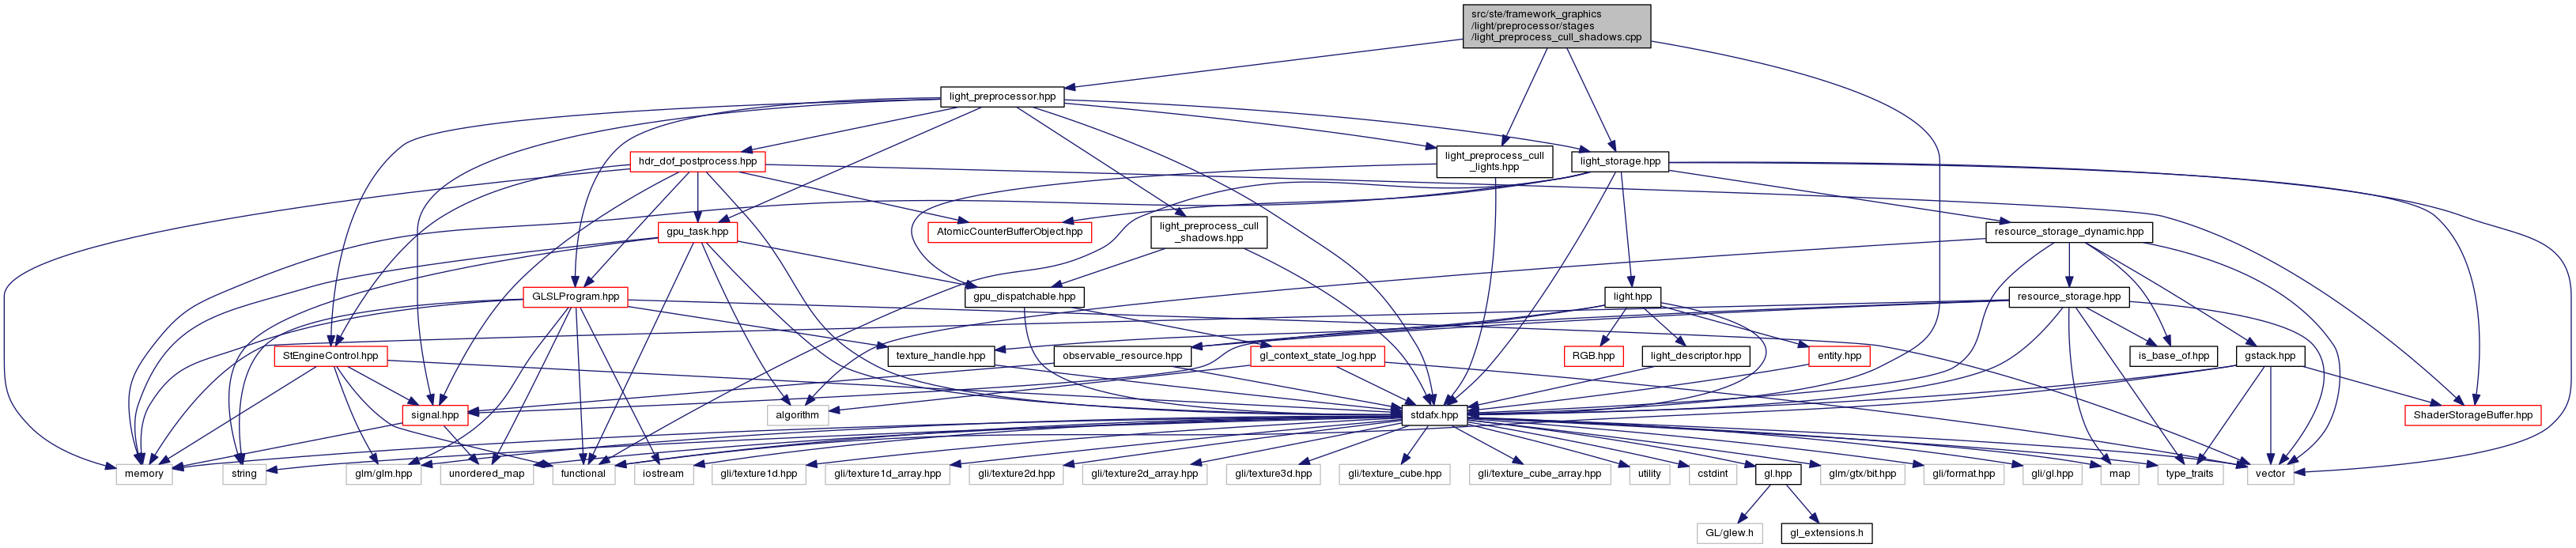 src/ste/framework_graphics
/light/preprocessor/stages
/light_preprocess_cull_shadows.cpp
light_preprocessor.hpp
hdr_dof_postprocess.hpp
light_preprocess_cull
_lights.hpp
light_storage.hpp
gpu_task.hpp
AtomicCounterBufferObject.hpp
light_preprocess_cull
_shadows.hpp
resource_storage_dynamic.hpp
GLSLProgram.hpp
gpu_dispatchable.hpp
light.hpp
resource_storage.hpp
StEngineControl.hpp
texture_handle.hpp
observable_resource.hpp
gl_context_state_log.hpp
RGB.hpp
light_descriptor.hpp
entity.hpp
is_base_of.hpp
gstack.hpp
signal.hpp
algorithm
stdafx.hpp
ShaderStorageBuffer.hpp
memory
string
glm/glm.hpp
unordered_map
functional
iostream
gli/texture1d.hpp
gli/texture1d_array.hpp
gli/texture2d.hpp
gli/texture2d_array.hpp
gli/texture3d.hpp
gli/texture_cube.hpp
gli/texture_cube_array.hpp
utility
cstdint
gl.hpp
glm/gtx/bit.hpp
gli/format.hpp
gli/gl.hpp
map
type_traits
vector
GL/glew.h
gl_extensions.h